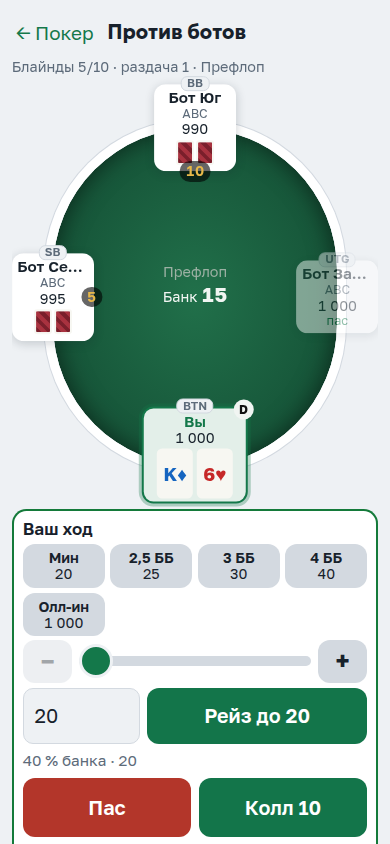 ← Покер Против ботов
Блайнды 5/10 · раздача 1 · Префлоп
BB
Бот Юг
ABC
990
10
SB
Бот Се...
ABC
995
5
Префлоп
Банк 15
UTG
Бот За...
ABC
1 000
пас
BTN
D
Вы
1 000
K♦ 6♥
Ваш ход
Мин
20
2,5 ББ
25
3 ББ
30
4 ББ
40
Олл-ин
1 000
− +
20
Рейз до 20
40 % банка · 20
Пас
Колл 10